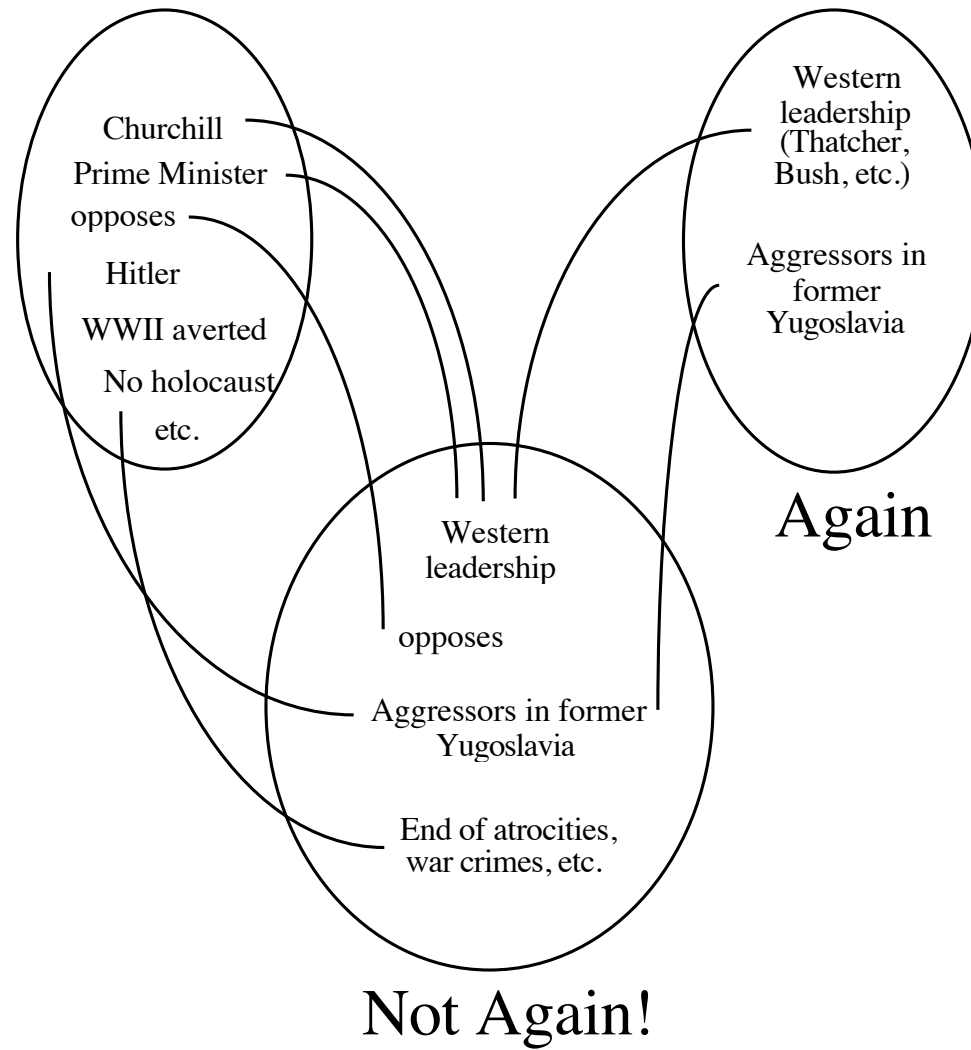 Churchill
Prime Minister
opposes
Hitler
WWII averted
No holocaust
etc.
Western
leadership
(Thatcher,
Bush, etc.)
Aggressors in
former
Yugoslavia
Again
Western
leadership
opposes
Aggressors in former
Yugoslavia
End of atrocities,
war crimes, etc.
Not Again!